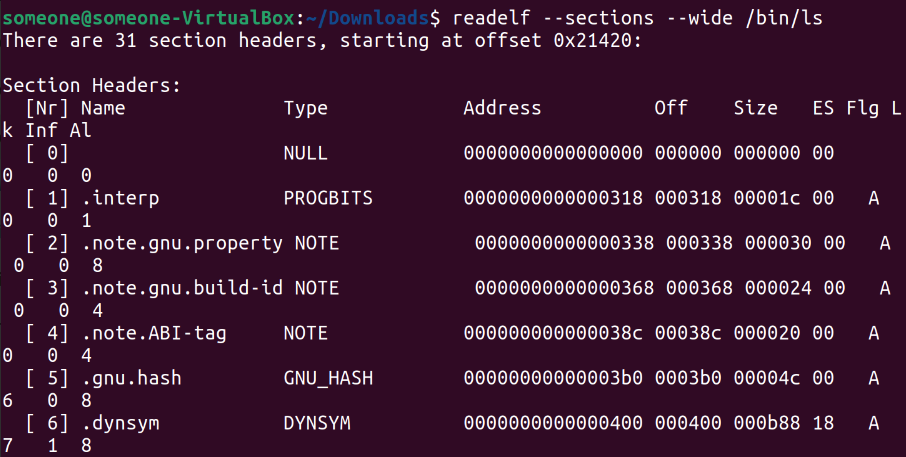 someone@someone-VirtualBox:~/Downloads$ readelf --sections --wide /bin/ls
There are 31 section headers, starting at offset 0x21420:
Section Headers:
  [Nr] Name              Type            Address          Off    Size   ES Flg L
k Inf Al
  [ 0]                   NULL            0000000000000000 000000 000000 00
0   0  0
  [ 1] .interp           PROGBITS        0000000000000318 000318 00001c 00   A
0   0  1
  [ 2] .note.gnu.property NOTE            0000000000000338 000338 000030 00   A
 0   0  8
  [ 3] .note.gnu.build-id NOTE            0000000000000368 000368 000024 00   A
 0   0  4
  [ 4] .note.ABI-tag     NOTE            000000000000038c 00038c 000020 00   A
0   0  4
  [ 5] .gnu.hash         GNU_HASH        00000000000003b0 0003b0 00004c 00   A
6   0  8
  [ 6] .dynsym           DYNSYM          0000000000000400 000400 000b88 18   A
7   1  8